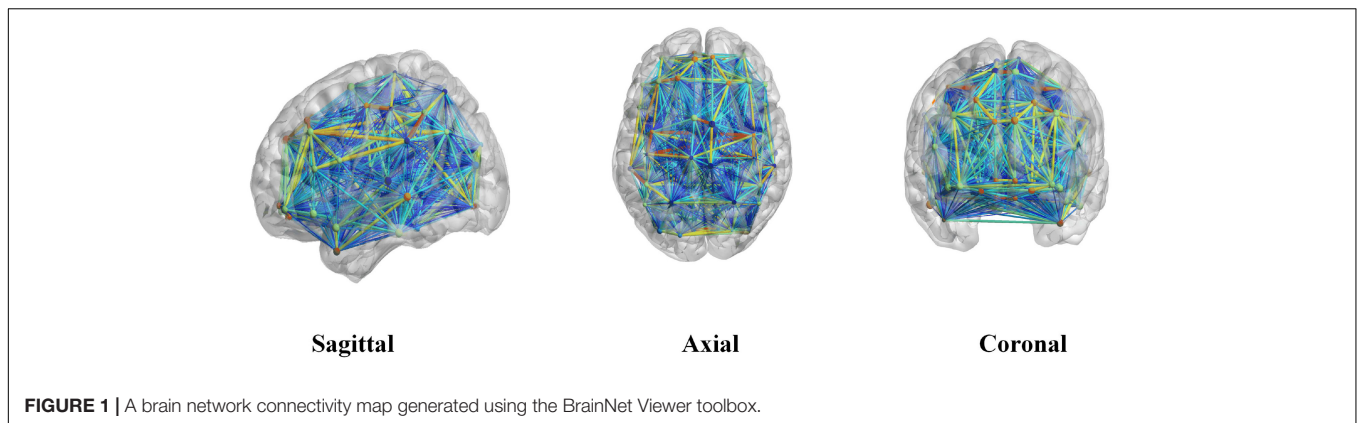 Sagittal
Axial
Coronal
FIGURE 1 | A brain network connectivity map generated using the BrainNet Viewer toolbox.